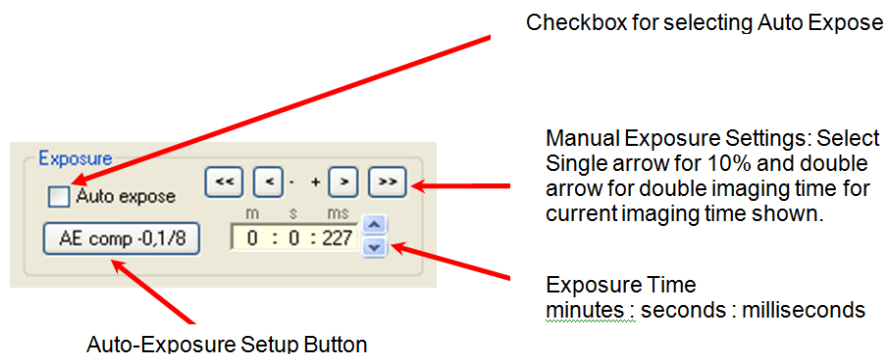 Checkbox for selecting Auto Expose
Exposure
Auto expose
<< < - + > >>
m s ms
AE comp -0,1/8
0 : 0 : 227
Manual Exposure Settings: Select
Single arrow for 10% and double
arrow for double imaging time for
current imaging time shown.
Exposure Time
minutes : seconds : milliseconds
Auto-Exposure Setup Button